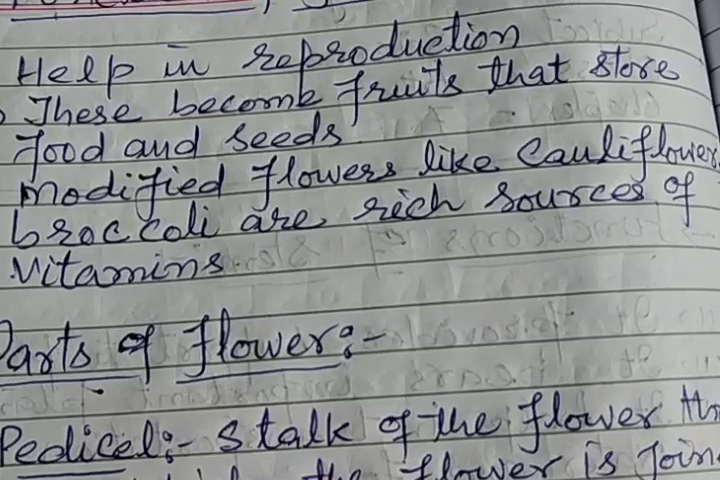 Help in reproduction
These become fruits that store
food and seeds.
Modified flowers like Cauliflower,
broccoli are rich sources of
vitamins.
Parts of flower:-
Pedicel:- Stalk of the flower
the flower is join